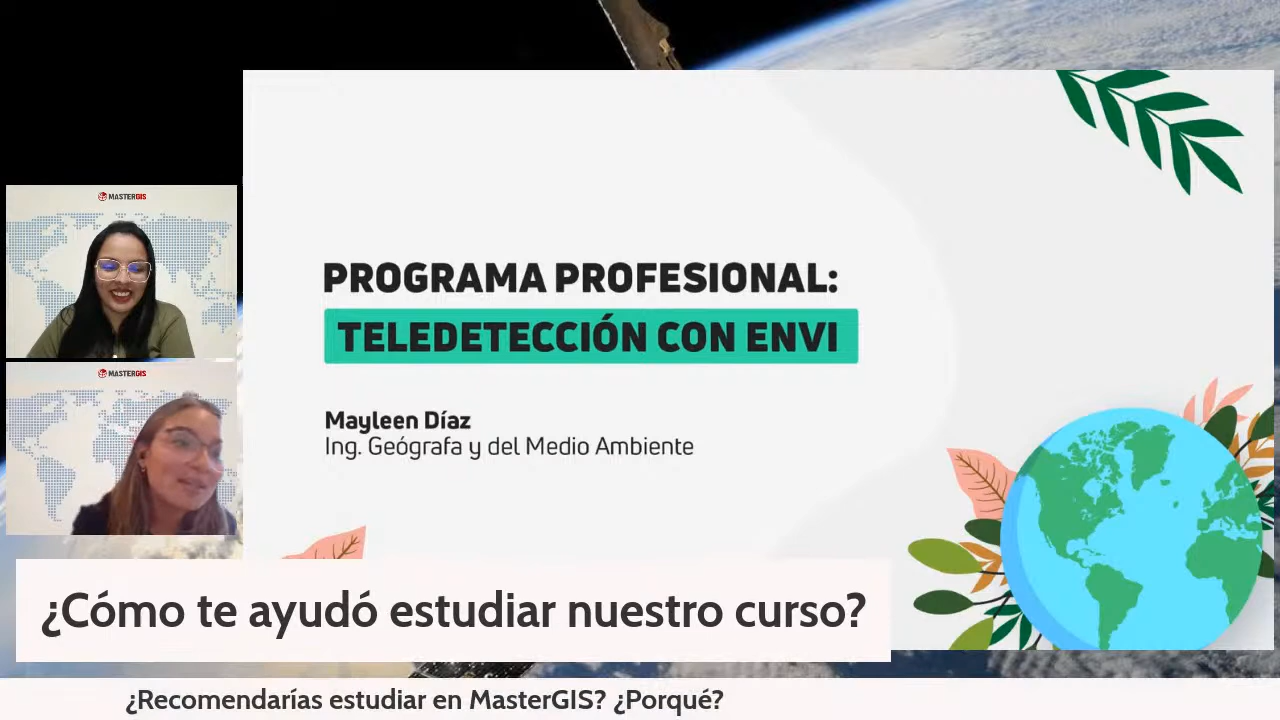 MASTERGIS
MASTERGIS
PROGRAMA PROFESIONAL:
TELEDETECCIÓN CON ENVI
Mayleen Díaz
Ing. Geógrafa y del Medio Ambiente
¿Cómo te ayudó estudiar nuestro curso?
¿Recomendarías estudiar en MasterGIS? ¿Porqué?